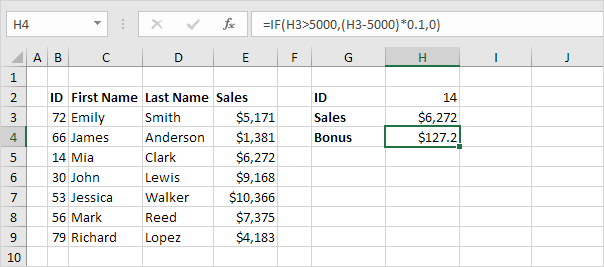 H4 fx =IF(H3>5000,(H3-5000)*0.1,0)
A B C D E F G H I J
1
2 ID First Name Last Name Sales ID 14
3 72 Emily Smith $5,171 Sales $6,272
4 66 James Anderson $1,381 Bonus $127.2
5 14 Mia Clark $6,272
6 30 John Lewis $9,168
7 53 Jessica Walker $10,366
8 56 Mark Reed $7,375
9 79 Richard Lopez $4,183
10